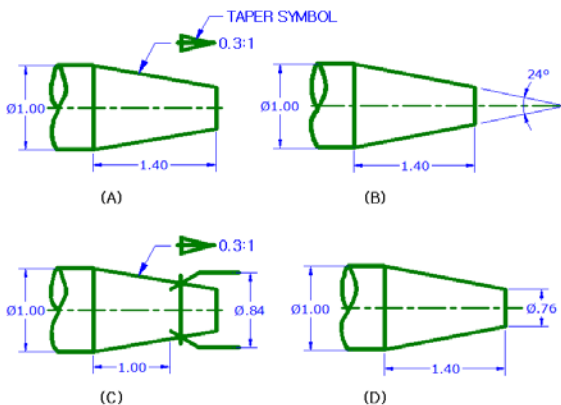 TAPER SYMBOL
0.3:1
Ø1.00
1.40
(A)
24°
Ø1.00
1.40
(B)
0.3:1
Ø1.00
Ø.84
1.00
(C)
Ø1.00
Ø.76
1.40
(D)